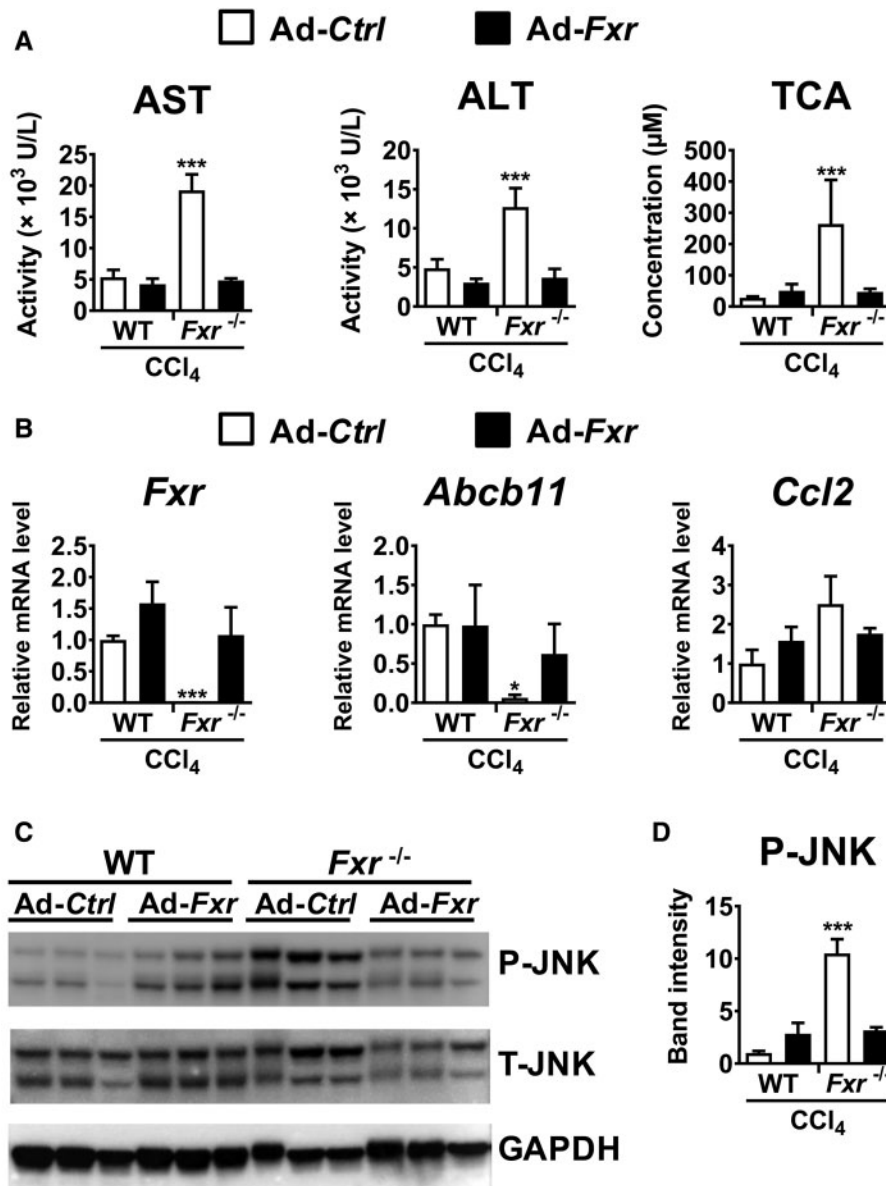 A
Ad-Ctrl Ad-Fxr
AST
Activity (× 10³ U/L)
25
20
15
10
5
0
***
WT Fxr -/-
CCl₄
ALT
Activity (× 10³ U/L)
20
15
10
5
0
***
WT Fxr -/-
CCl₄
TCA
Concentration (µM)
500
400
300
200
100
0
***
WT Fxr -/-
CCl₄
B
Ad-Ctrl Ad-Fxr
Fxr
Relative mRNA level
2.5
2.0
1.5
1.0
0.5
0.0
***
WT Fxr -/-
CCl₄
Abcb11
Relative mRNA level
2.5
2.0
1.5
1.0
0.5
0.0
*
WT Fxr -/-
CCl₄
Ccl2
Relative mRNA level
4
3
2
1
0
WT Fxr -/-
CCl₄
C
WT Fxr -/-
Ad-Ctrl Ad-Fxr Ad-Ctrl Ad-Fxr
P-JNK
T-JNK
GAPDH
D
P-JNK
Band intensity
15
10
5
0
***
WT Fxr -/-
CCl₄